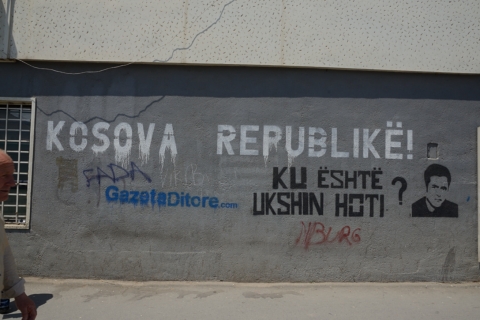 KOSOVA REPUBLIKË!
KU ËSHTË
UKSHIN HOTI ?
GazetaDitore.com